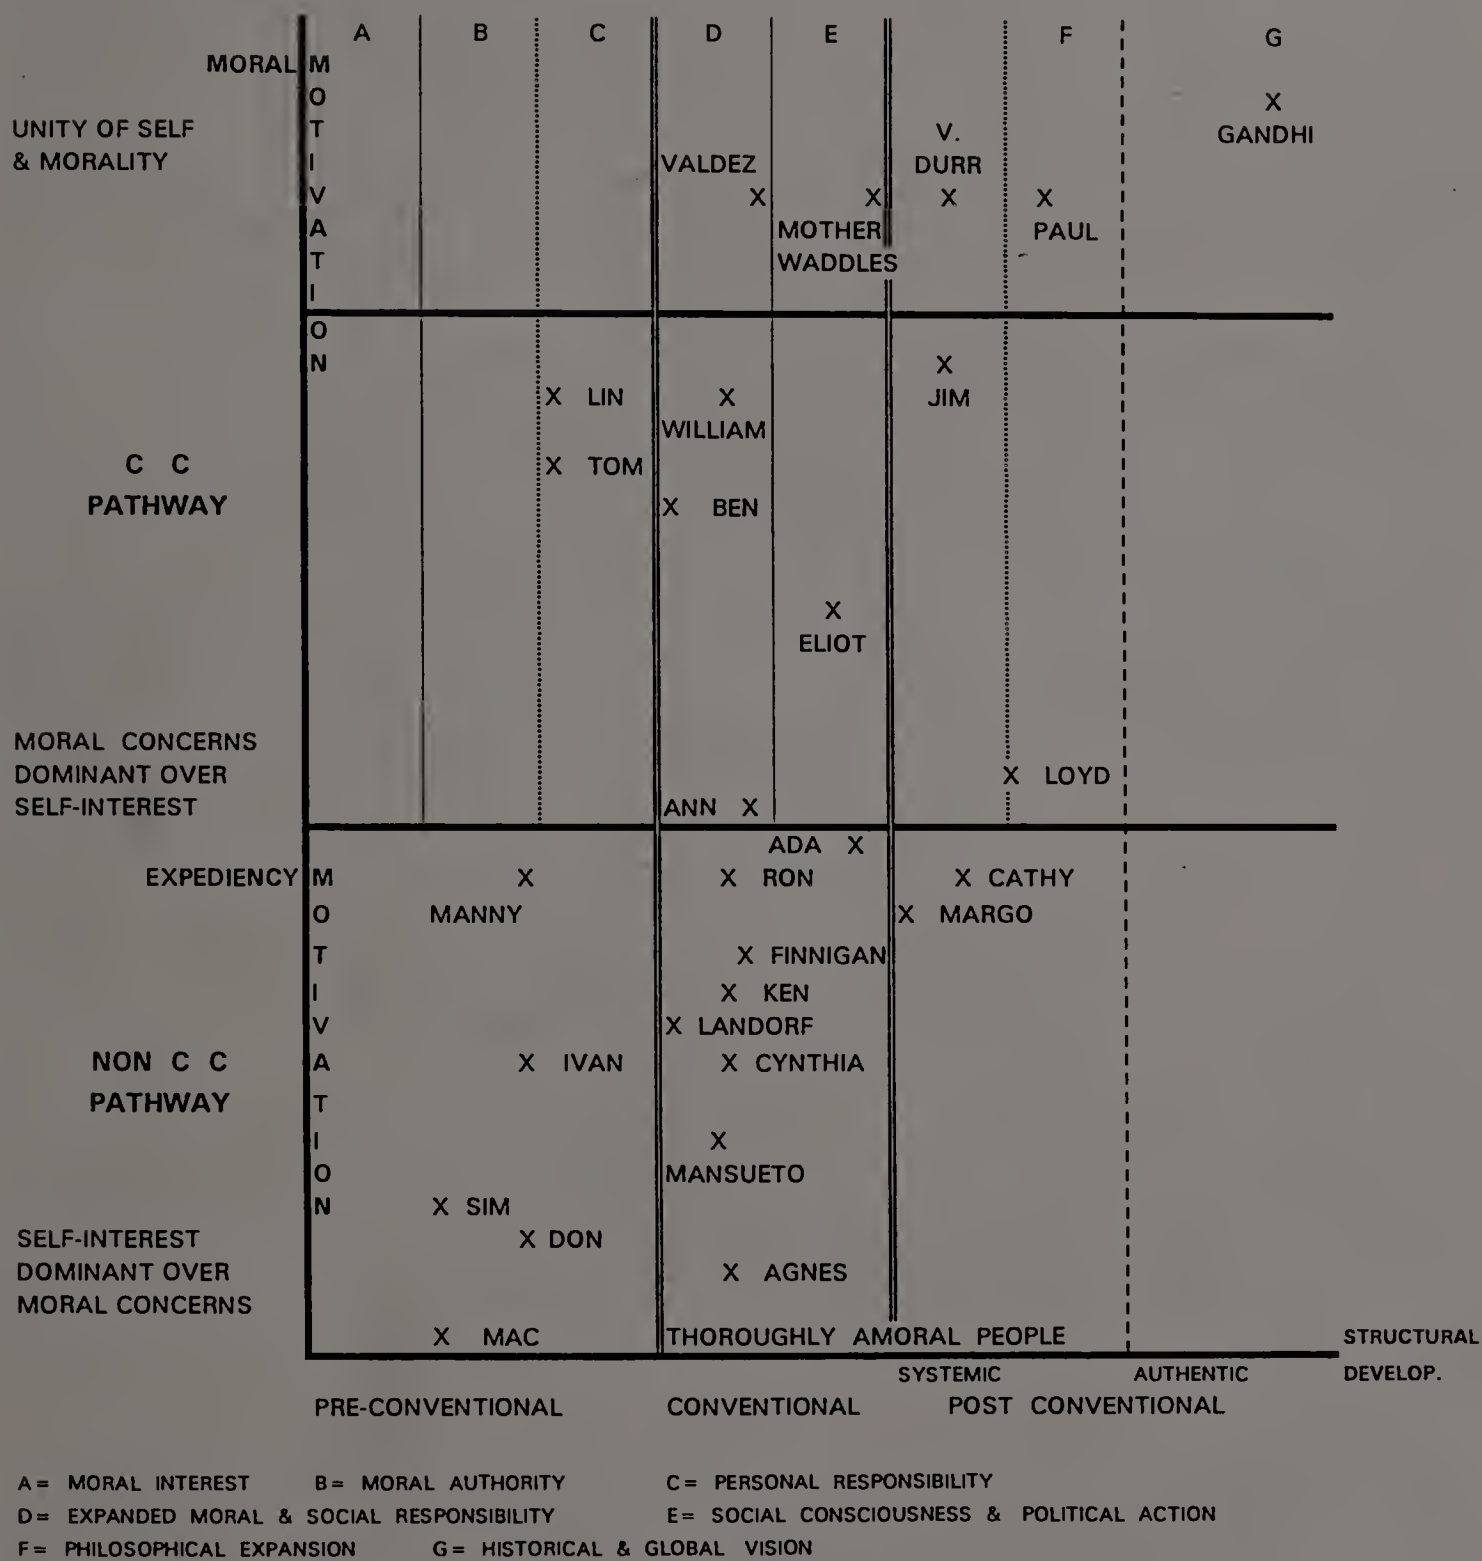 A B C D E F G
MORAL MOTIVATION
GANDHI
UNITY OF SELF
& MORALITY
V.
DURR
VALDEZ
X
X X X X
MOTHER
WADDLES
PAUL
X
X LIN X JIM
WILLIAM
C C
PATHWAY
X TOM
X BEN
X
ELIOT
MORAL CONCERNS
DOMINANT OVER
SELF-INTEREST
X LOYD
ANN X
ADA X
EXPEDIENCY MOTIVATION
X X RON X CATHY
MANNY X MARGO
X FINNIGAN
X KEN
X LANDORF
NON C C
PATHWAY
X IVAN X CYNTHIA
X
MANSUETO
X SIM
SELF-INTEREST
DOMINANT OVER
MORAL CONCERNS
X DON
X AGNES
X MAC THOROUGHLY AMORAL PEOPLE
STRUCTURAL
DEVELOP.
SYSTEMIC AUTHENTIC
PRE-CONVENTIONAL CONVENTIONAL POST CONVENTIONAL
A= MORAL INTEREST B= MORAL AUTHORITY C= PERSONAL RESPONSIBILITY
D= EXPANDED MORAL & SOCIAL RESPONSIBILITY E= SOCIAL CONSCIOUSNESS & POLITICAL ACTION
F= PHILOSOPHICAL EXPANSION G= HISTORICAL & GLOBAL VISION